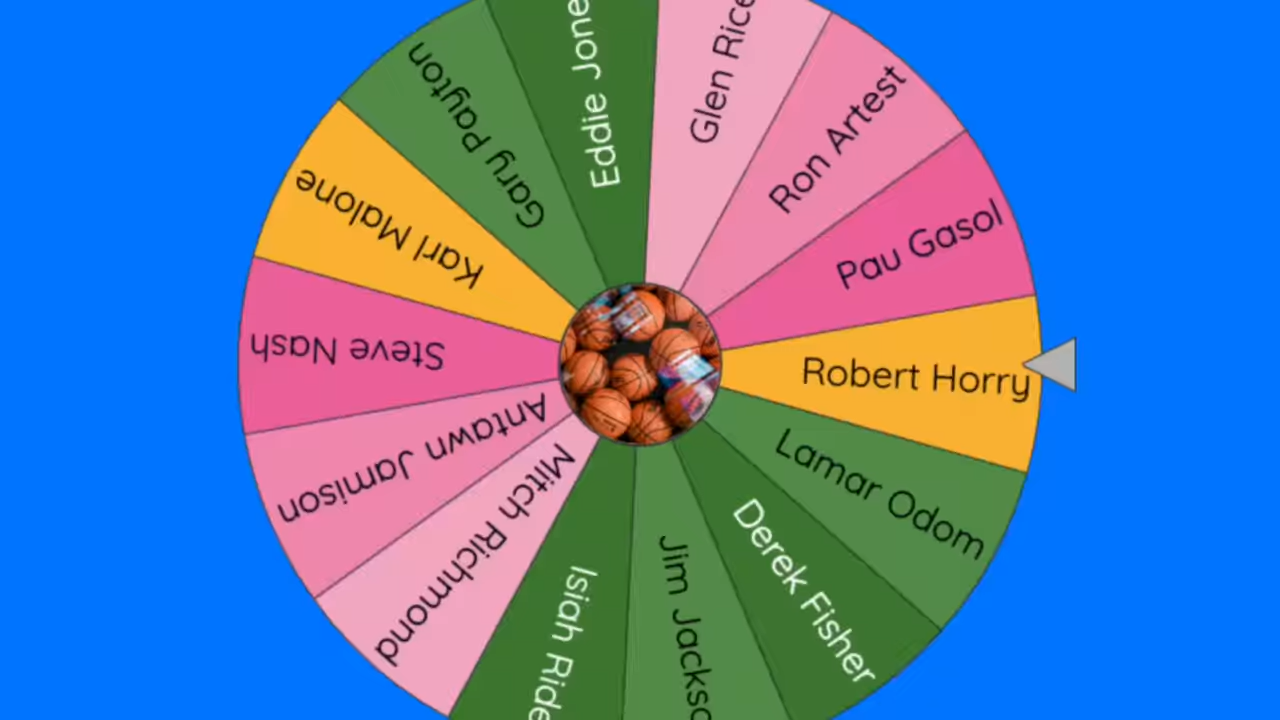 Eddie Jone
Glen Rice
Ron Artest
Pau Gasol
Robert Horry
Lamar Odom
Derek Fisher
Jim Jackso
Isiah Ride
Mitch Richmond
Antawn Jamison
Steve Nash
Karl Malone
Gary Payton